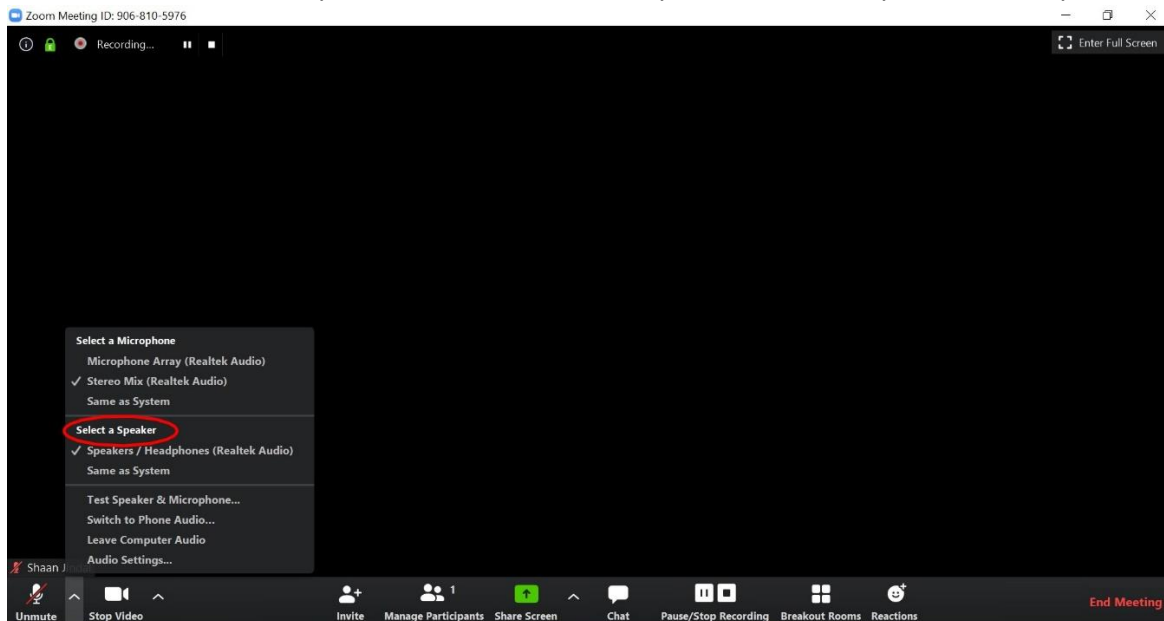 Zoom Meeting ID: 906-810-5976
Recording...
Enter Full Screen
Select a Microphone
Microphone Array (Realtek Audio)
Stereo Mix (Realtek Audio)
Same as System
Select a Speaker
Speakers / Headphones (Realtek Audio)
Same as System
Test Speaker & Microphone...
Switch to Phone Audio...
Leave Computer Audio
Audio Settings...
Shaan
1
Unmute Stop Video Invite Manage Participants Share Screen Chat Pause/Stop Recording Breakout Rooms Reactions End Meeting